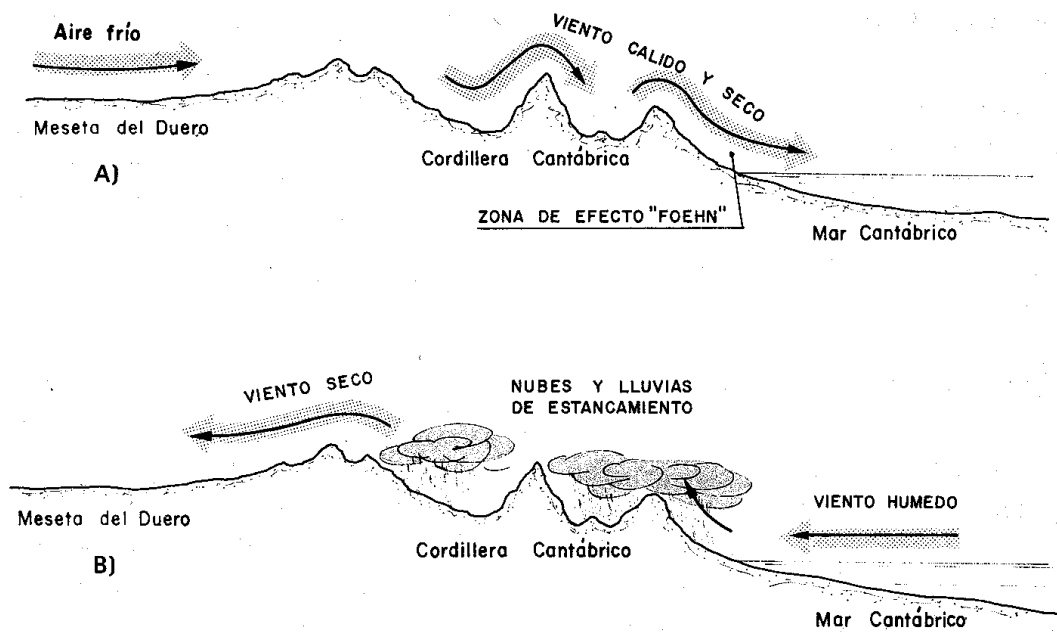 Aire frío
VIENTO CALIDO Y SECO
Meseta del Duero
A)
Cordillera Cantábrica
ZONA DE EFECTO "FOEHN"
Mar Cantábrico
VIENTO SECO
NUBES Y LLUVIAS
DE ESTANCAMIENTO
VIENTO HUMEDO
Meseta del Duero
Cordillera Cantábrico
B)
Mar Cantábrico